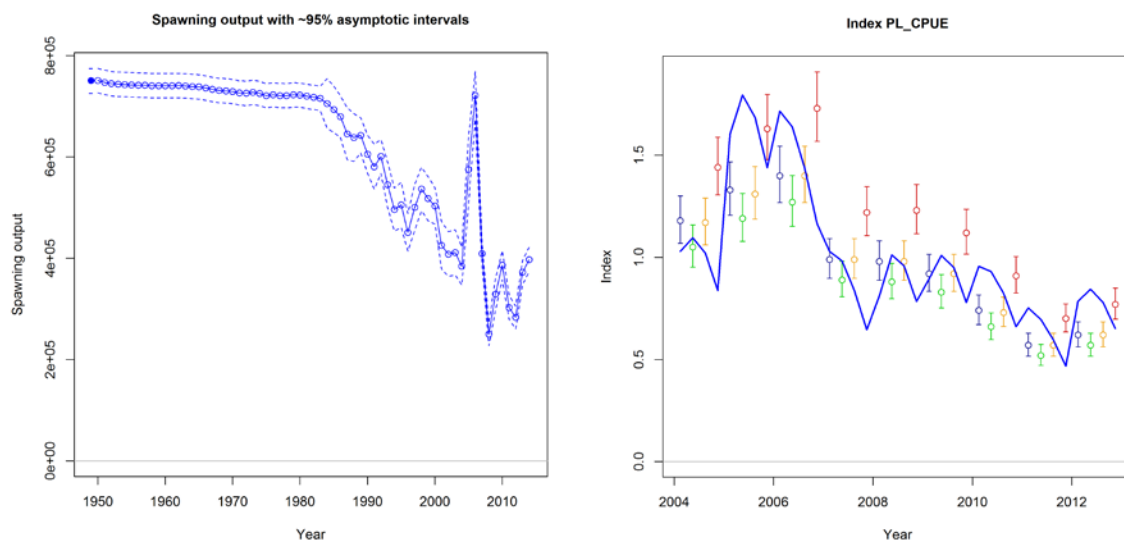 Spawning output with ~95% asymptotic intervals
Spawning output
8e+05
6e+05
4e+05
2e+05
0e+00
1950 1960 1970 1980 1990 2000 2010
Year
Index PL_CPUE
Index
1.5
1.0
0.5
0.0
2004 2006 2008 2010 2012
Year